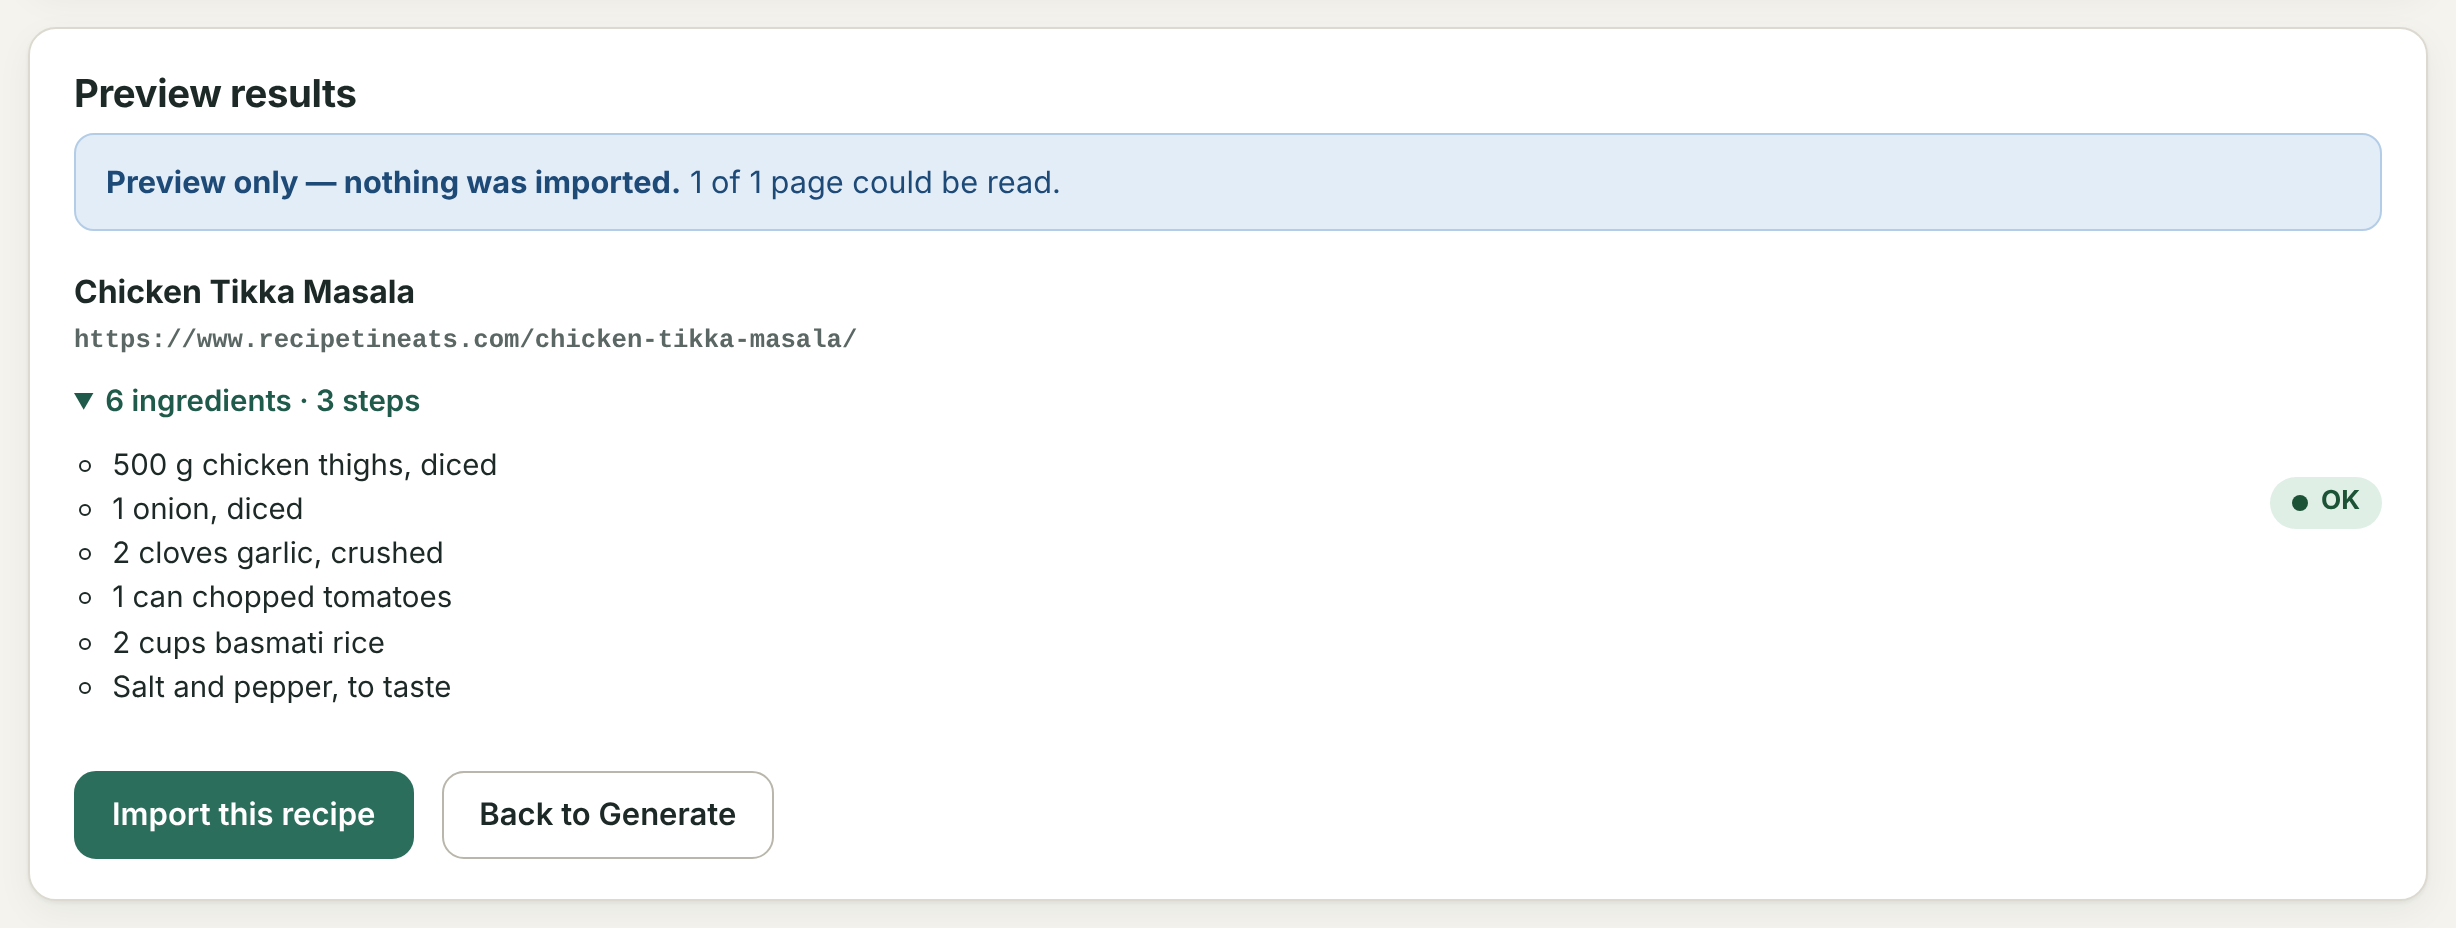 Preview results
Preview only — nothing was imported. 1 of 1 page could be read.
Chicken Tikka Masala
https://www.recipetineats.com/chicken-tikka-masala/
6 ingredients · 3 steps
500 g chicken thighs, diced
1 onion, diced
OK
2 cloves garlic, crushed
1 can chopped tomatoes
2 cups basmati rice
Salt and pepper, to taste
Import this recipe
Back to Generate